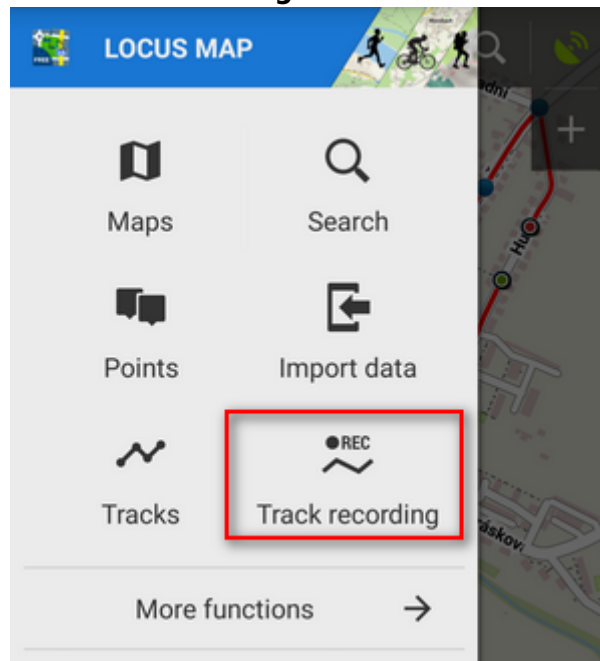 LOCUS MAP
Maps
Search
Points
Import data
REC
Tracks
Track recording
More functions